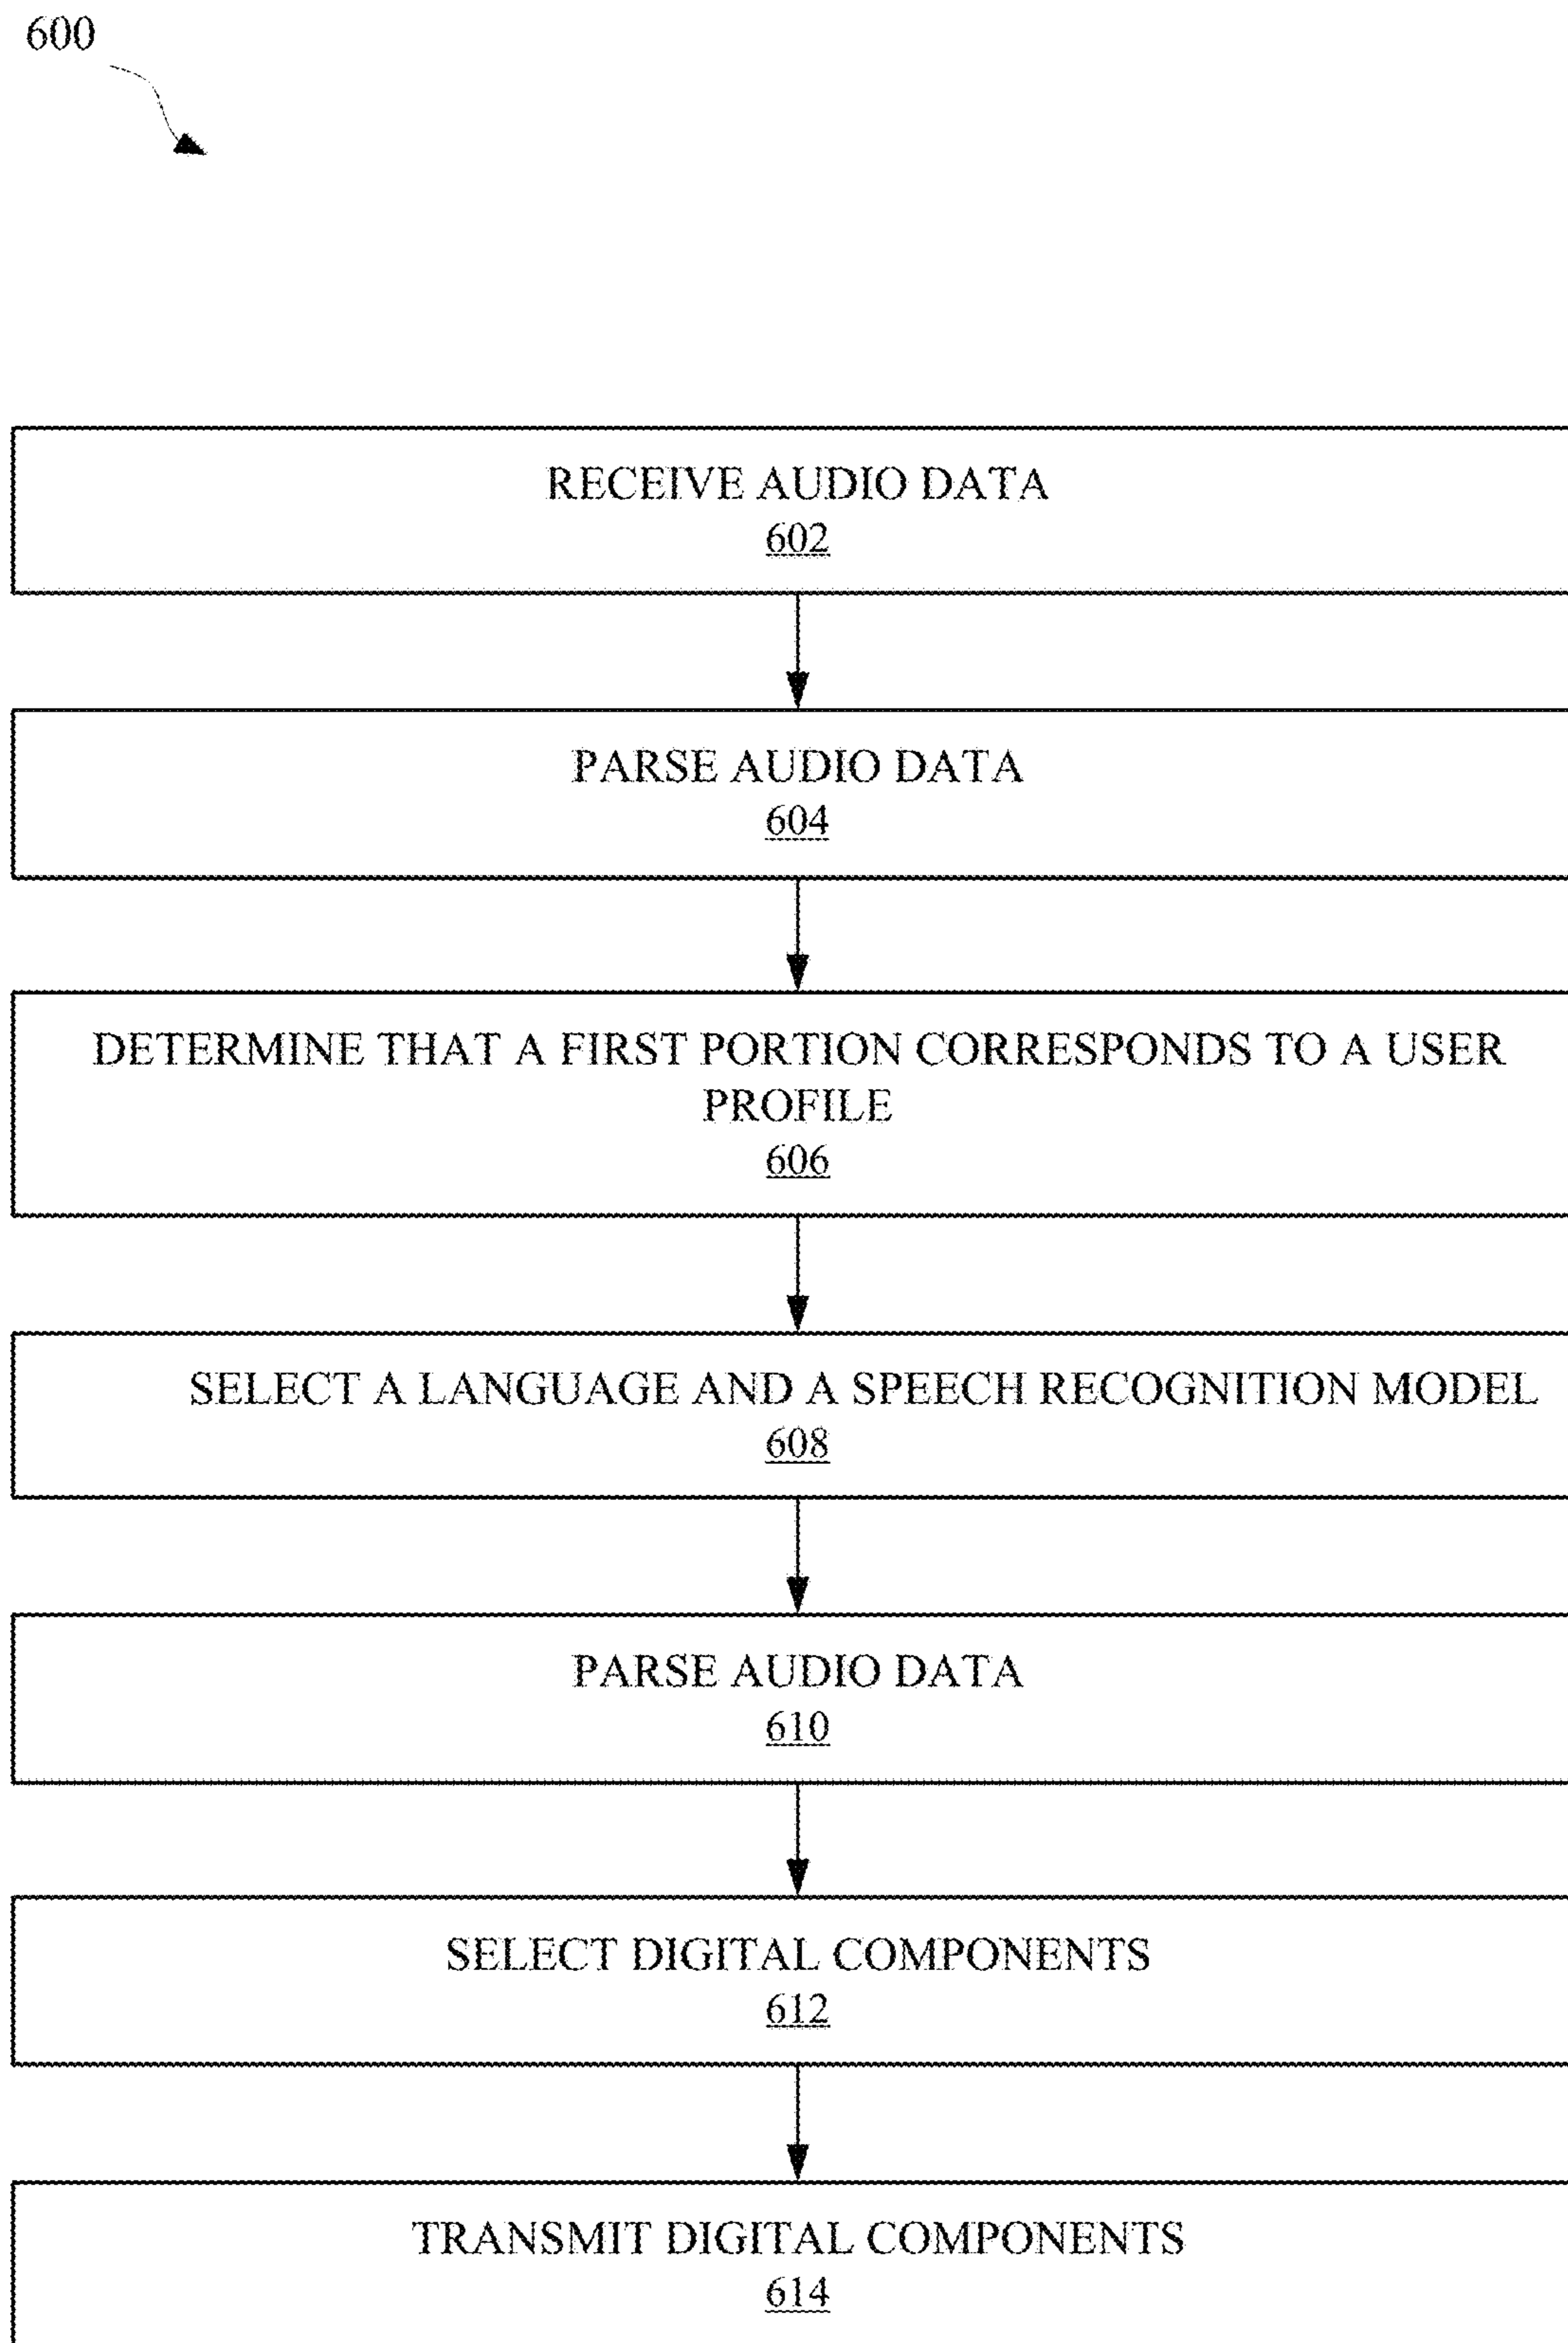 600
RECEIVE AUDIO DATA
602
PARSE AUDIO DATA
604
DETERMINE THAT A FIRST PORTION CORRESPONDS TO A USER
PROFILE
606
SELECT A LANGUAGE AND A SPEECH RECOGNITION MODEL
608
PARSE AUDIO DATA
610
SELECT DIGITAL COMPONENTS
612
TRANSMIT DIGITAL COMPONENTS
614